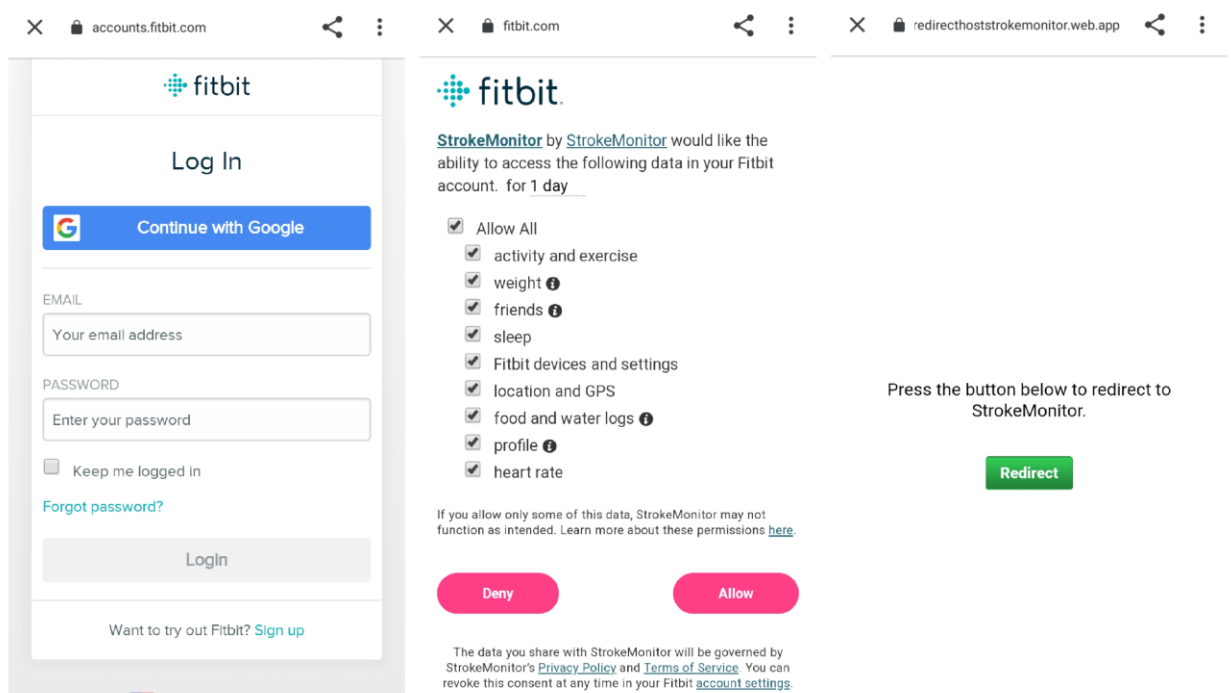 accounts.fitbit.com
fitbit
Log In
Continue with Google
EMAIL
Your email address
PASSWORD
Enter your password
Keep me logged in
Forgot password?
Login
Want to try out Fitbit? Sign up
fitbit.com
fitbit.
StrokeMonitor by StrokeMonitor would like the
ability to access the following data in your Fitbit
account. for 1 day
Allow All
activity and exercise
weight
friends
sleep
Fitbit devices and settings
location and GPS
food and water logs
profile
heart rate
If you allow only some of this data, StrokeMonitor may not
function as intended. Learn more about these permissions here.
Deny
Allow
The data you share with StrokeMonitor will be governed by
StrokeMonitor's Privacy Policy and Terms of Service. You can
revoke this consent at any time in your Fitbit account settings.
redirecthoststrokemonitor.web.app
Press the button below to redirect to
StrokeMonitor.
Redirect